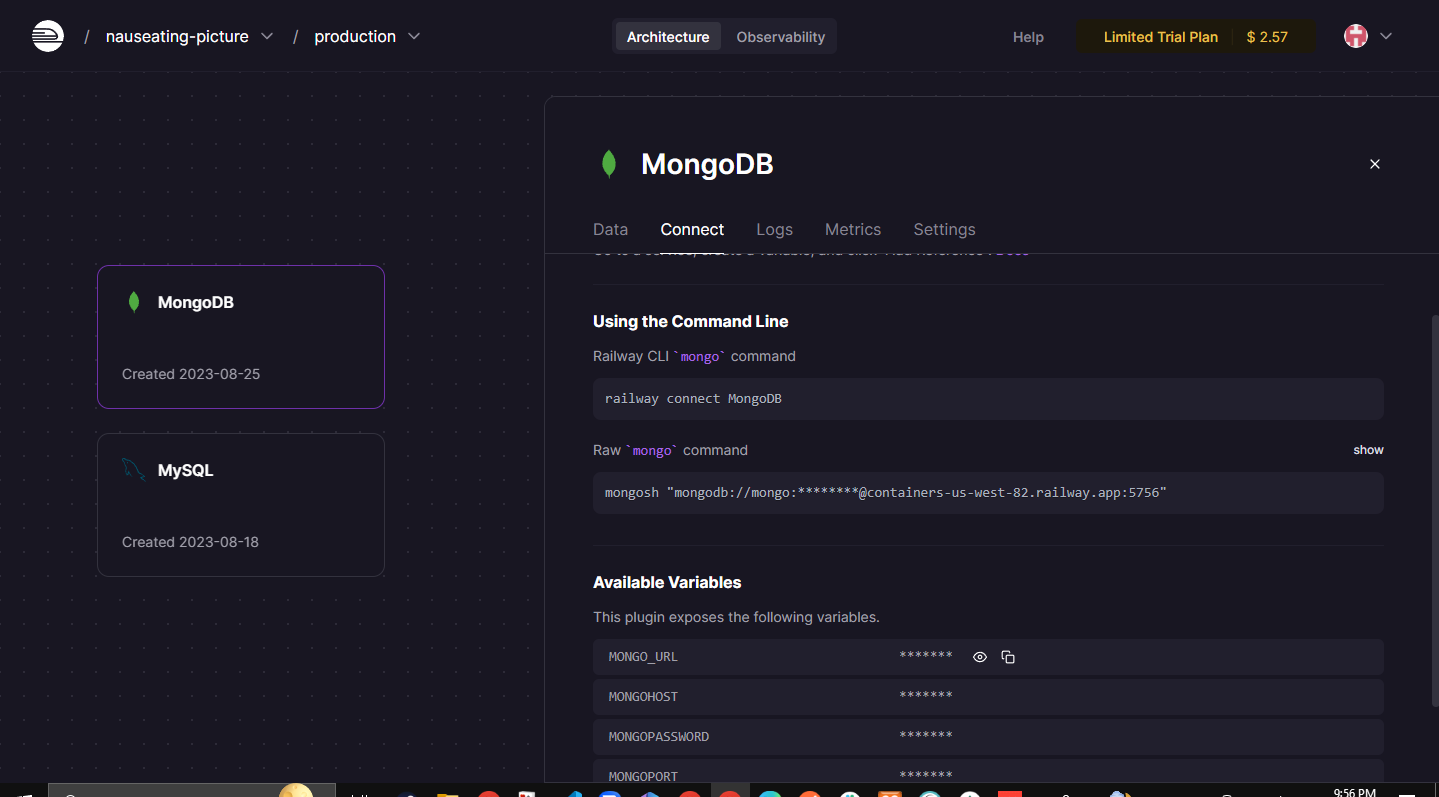 / nauseating-picture / production
Architecture Observability
Help
Limited Trial Plan $ 2.57
MongoDB
Created 2023-08-25
MySQL
Created 2023-08-18
MongoDB
Data Connect Logs Metrics Settings
Using the Command Line
Railway CLI `mongo` command
railway connect MongoDB
Raw `mongo` command show
mongosh "mongodb://mongo:********@containers-us-west-82.railway.app:5756"
Available Variables
This plugin exposes the following variables.
MONGO_URL *******
MONGOHOST *******
MONGOPASSWORD *******
MONGOPORT *******
9:56 PM